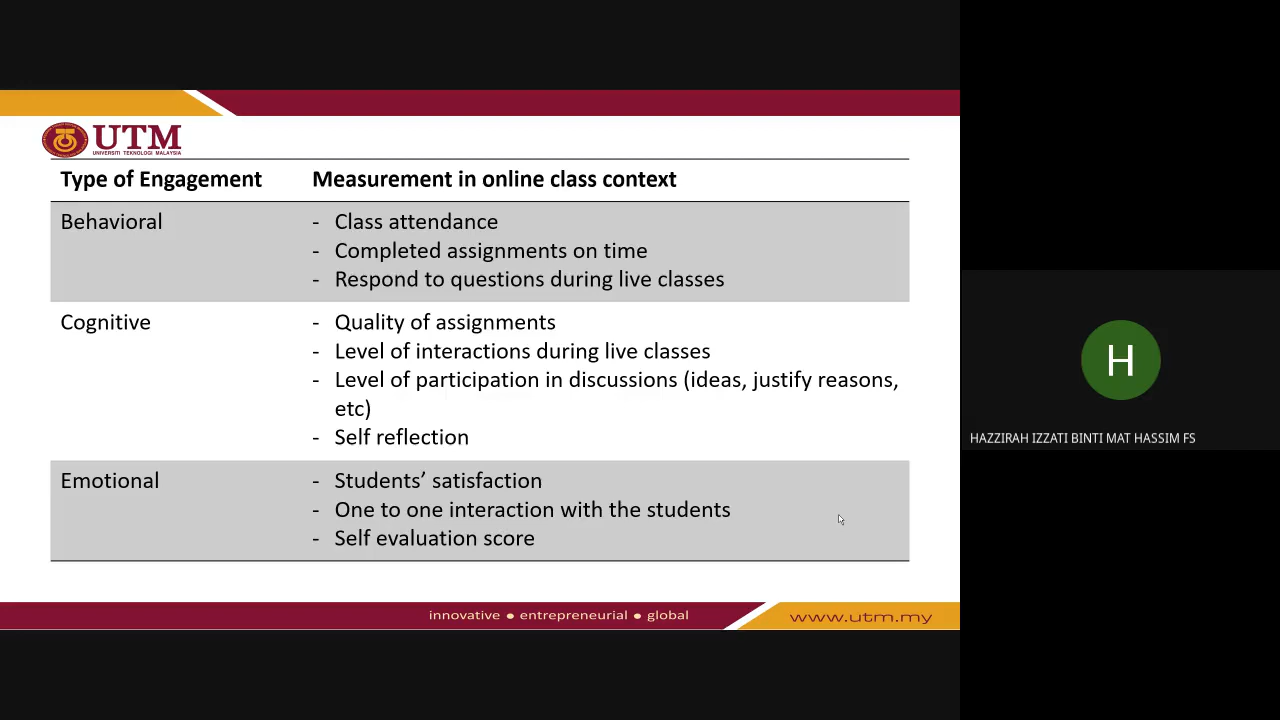 UTM
UNIVERSITI TEKNOLOGI MALAYSIA
Type of Engagement
Measurement in online class context
Behavioral
- Class attendance
- Completed assignments on time
- Respond to questions during live classes
Cognitive
- Quality of assignments
- Level of interactions during live classes
- Level of participation in discussions (ideas, justify reasons,
etc)
- Self reflection
Emotional
- Students’ satisfaction
- One to one interaction with the students
- Self evaluation score
innovative ● entrepreneurial ● global
www.utm.my
H
HAZZIRAH IZZATI BINTI MAT HASSIM FS